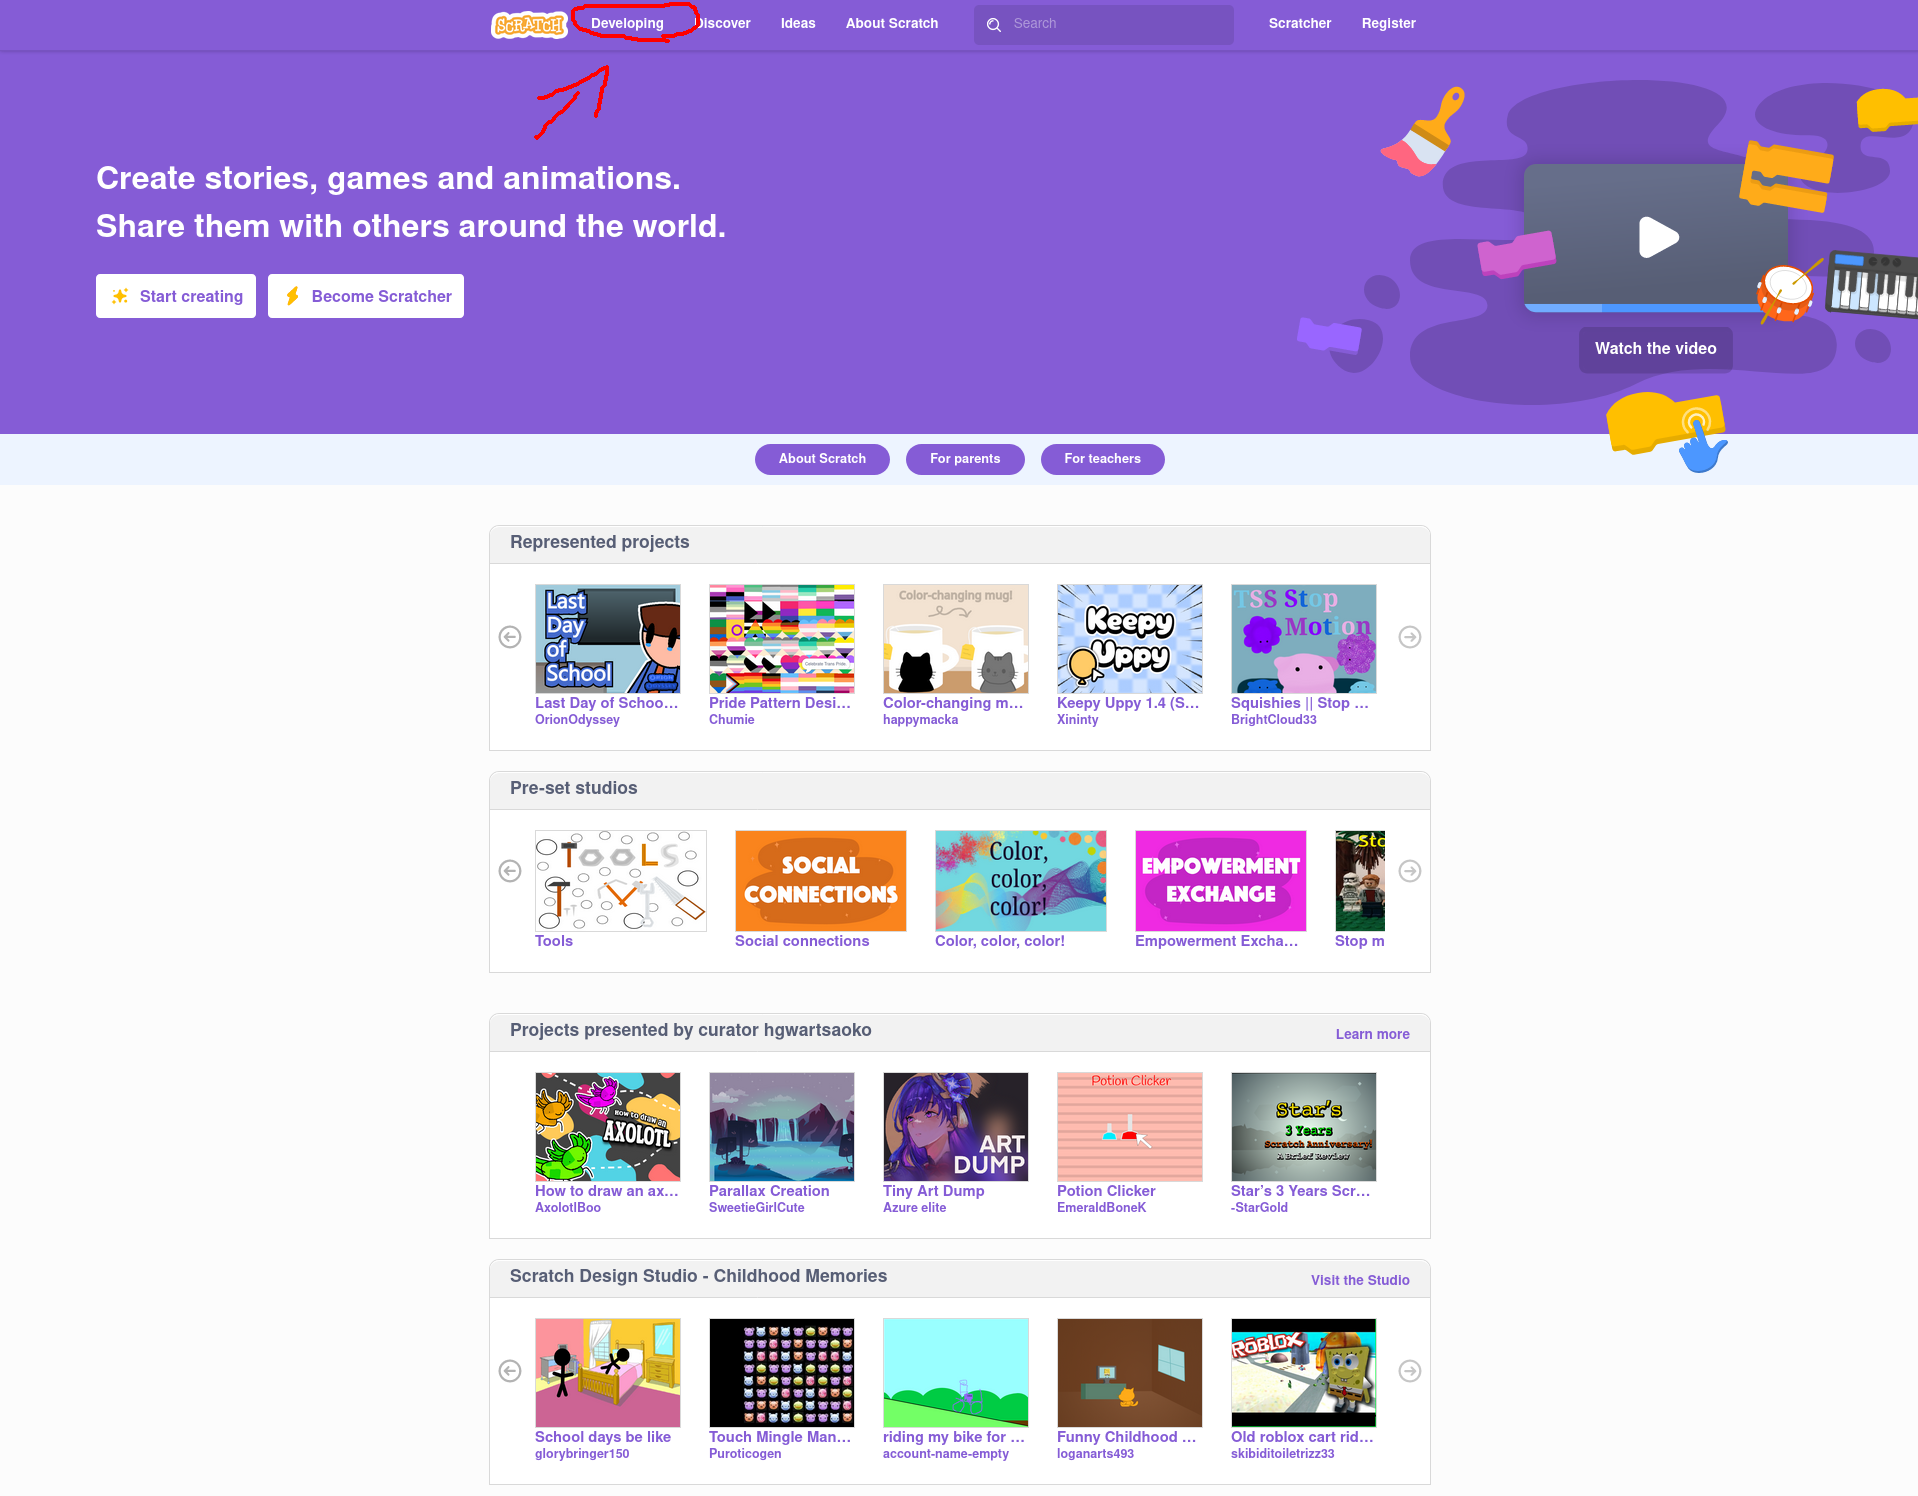 SCRATCH
Developing
Discover
Ideas
About Scratch
Search
Scratcher
Register
Create stories, games and animations.
Share them with others around the world.
Start creating
Become Scratcher
Watch the video
About Scratch
For parents
For teachers
Represented projects
Last
Day
of
School
Celebrate Trans Pride
Color-changing mug!
Keepy
Uppy
TSS Stop
Motion
Last Day of Schoo…
Pride Pattern Desi…
Color-changing m…
Keepy Uppy 1.4 (S…
Squishies || Stop …
OrionOdyssey
Chumie
happymacka
Xininty
BrightCloud33
Pre-set studios
TOOLS
SOCIAL
CONNECTIONS
Color,
color,
color!
EMPOWERMENT
EXCHANGE
Sto
Tools
Social connections
Color, color, color!
Empowerment Excha…
Stop m
Projects presented by curator hgwartsaoko
Learn more
HOW TO DRAW AN
AXOLOTL
ART
DUMP
Potion Clicker
Star's
3 Years
Scratch Anniversary!
A Brief Review
How to draw an ax…
Parallax Creation
Tiny Art Dump
Potion Clicker
Star’s 3 Years Scr…
AxolotlBoo
SweetieGirlCute
Azure elite
EmeraldBoneK
-StarGold
Scratch Design Studio - Childhood Memories
Visit the Studio
ROBLOX
School days be like
Touch Mingle Man…
riding my bike for …
Funny Childhood …
Old roblox cart rid…
glorybringer150
Puroticogen
account-name-empty
loganarts493
skibiditoiletrizz33